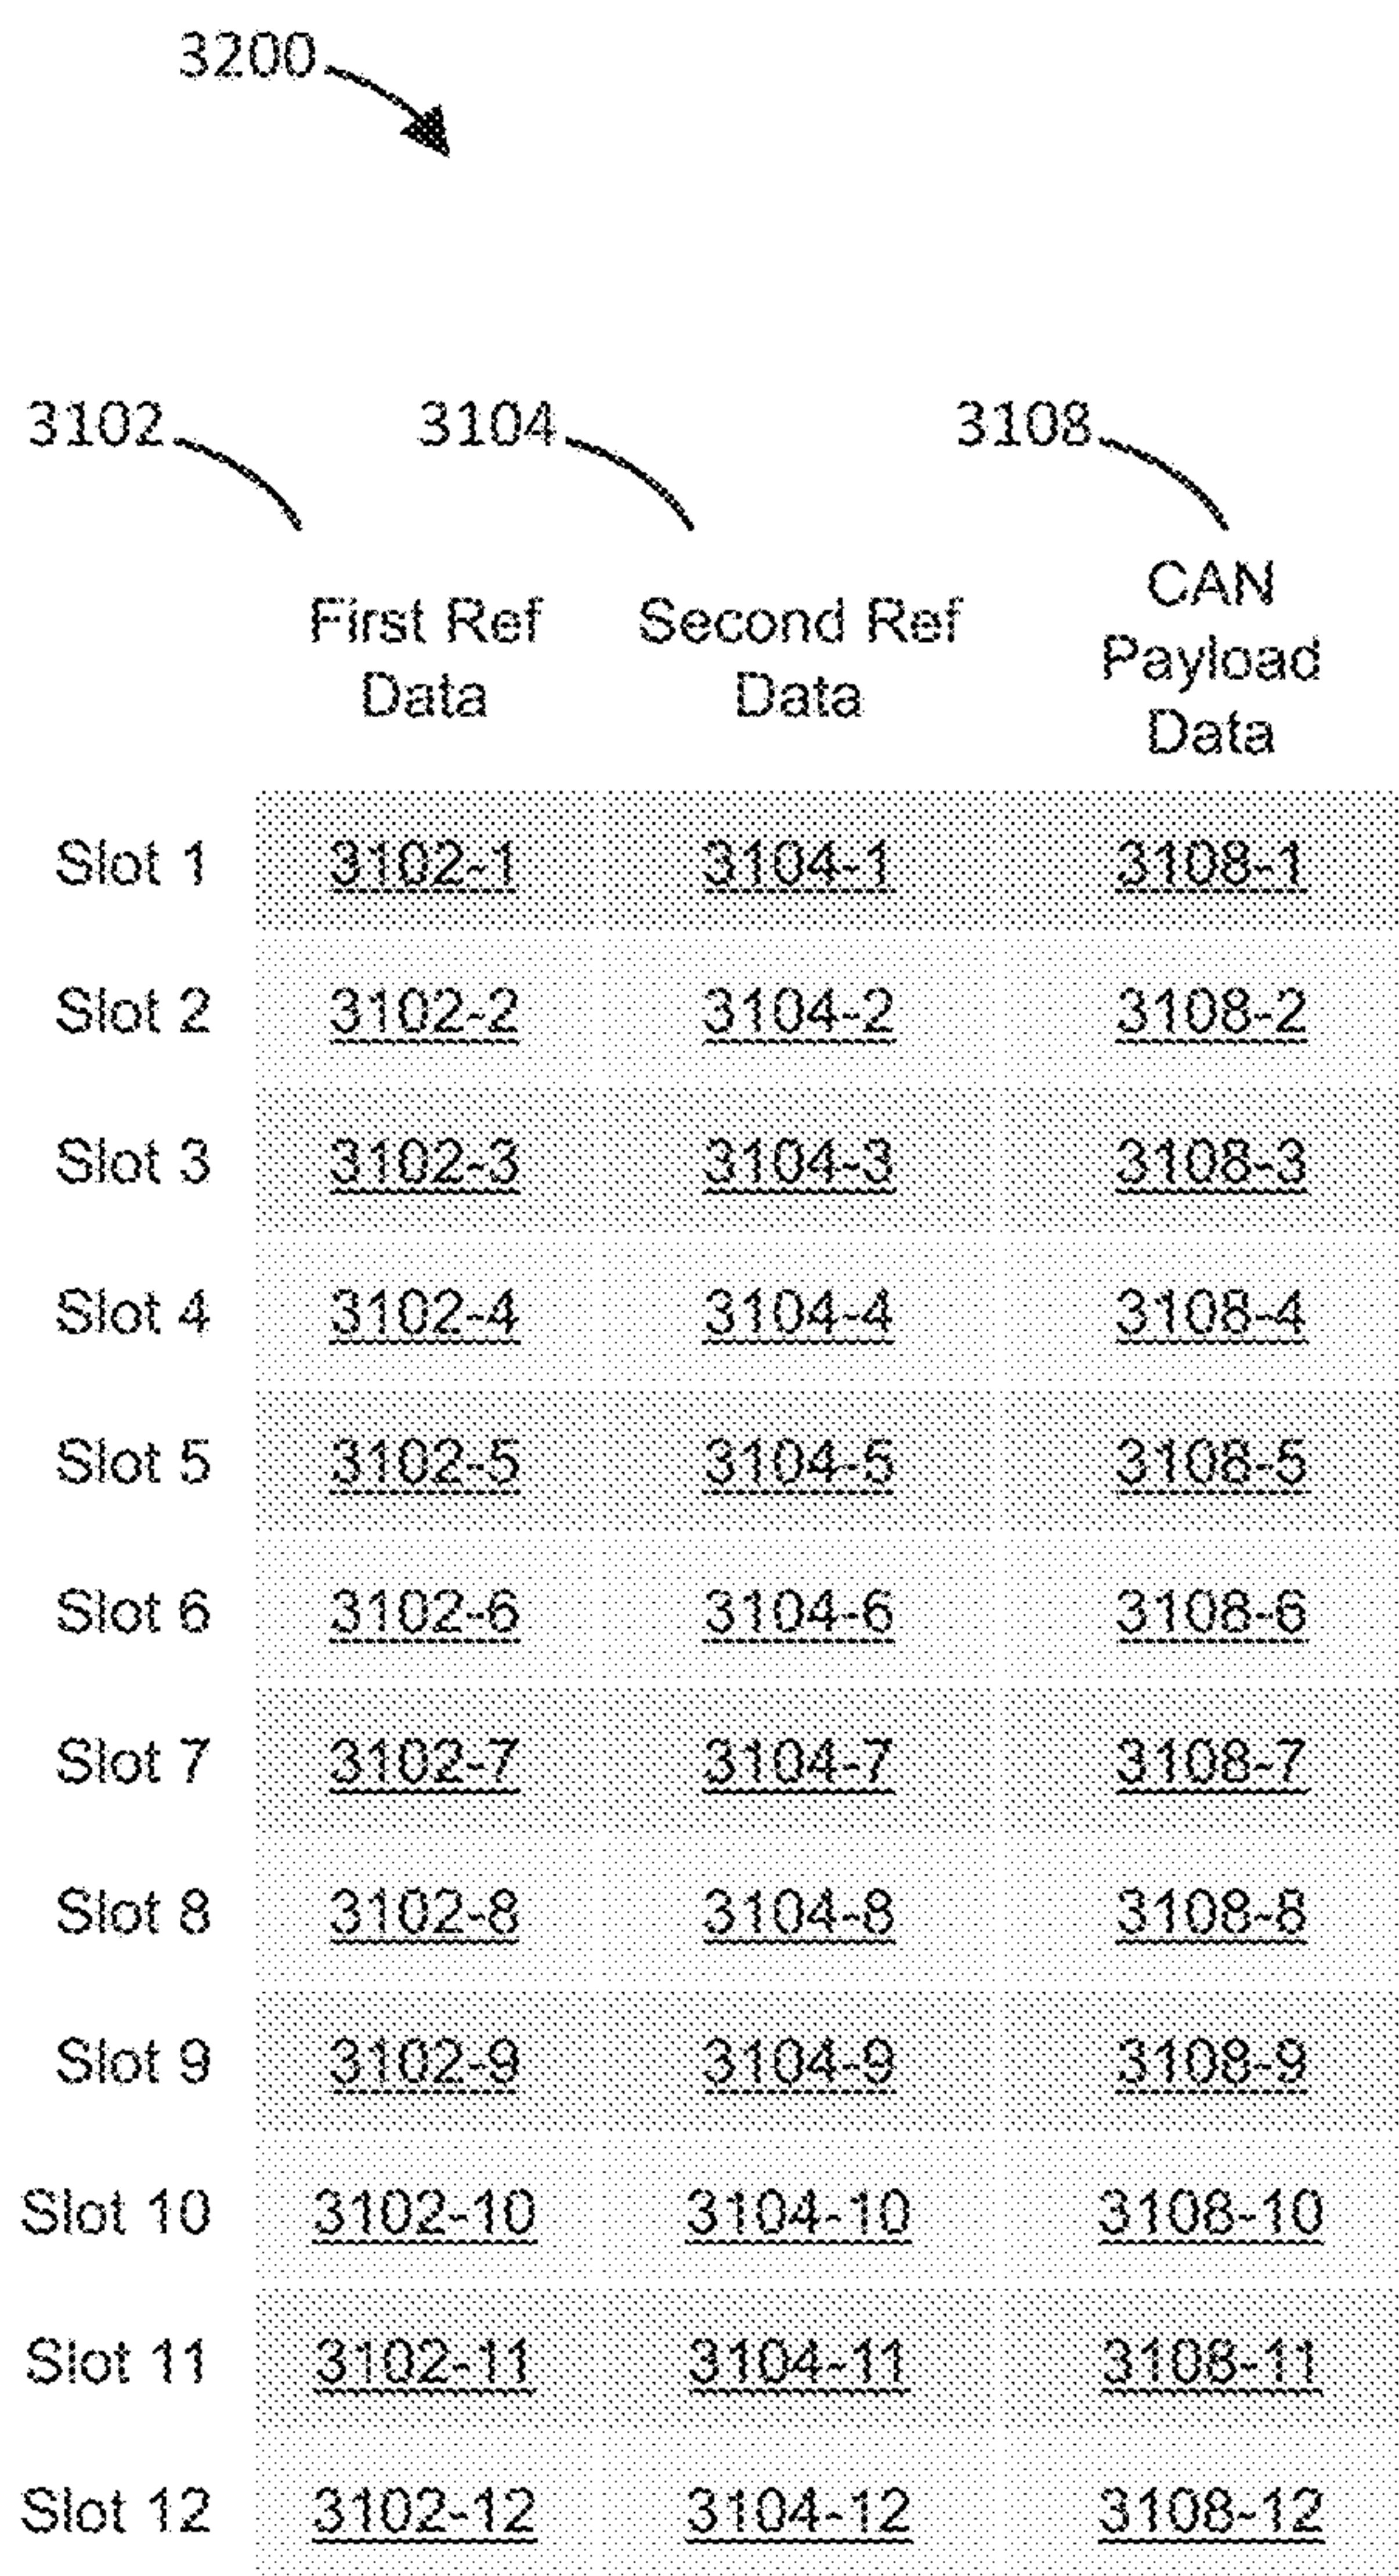 3200
3102 3104 3108
First Ref Data Second Ref Data CAN Payload Data
Slot 1 3102-1 3104-1 3108-1
Slot 2 3102-2 3104-2 3108-2
Slot 3 3102-3 3104-3 3108-3
Slot 4 3102-4 3104-4 3108-4
Slot 5 3102-5 3104-5 3108-5
Slot 6 3102-6 3104-6 3108-6
Slot 7 3102-7 3104-7 3108-7
Slot 8 3102-8 3104-8 3108-8
Slot 9 3102-9 3104-9 3108-9
Slot 10 3102-10 3104-10 3108-10
Slot 11 3102-11 3104-11 3108-11
Slot 12 3102-12 3104-12 3108-12